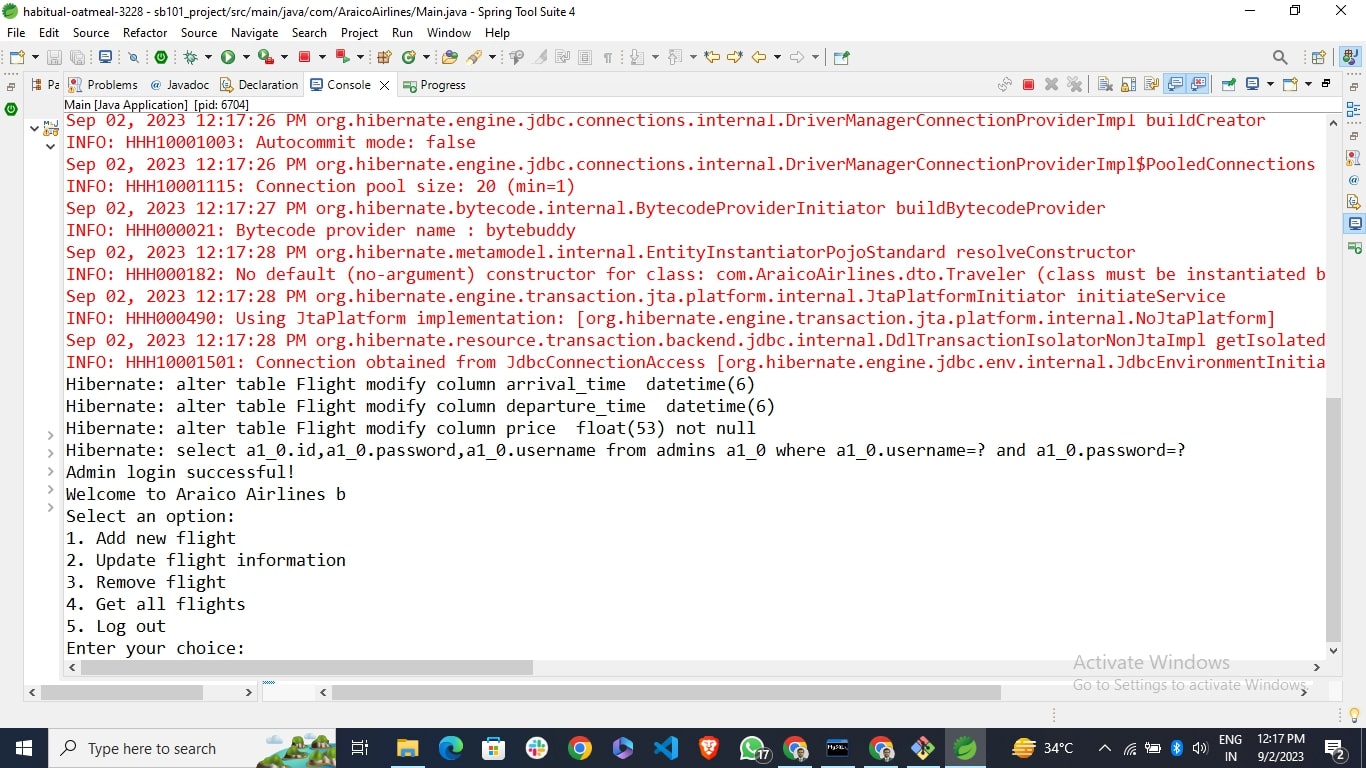 habitual-oatmeal-3228 - sb101_project/src/main/java/com/AraicoAirlines/Main.java - Spring Tool Suite 4
File Edit Source Refactor Source Navigate Search Project Run Window Help
Pa Problems @ Javadoc Declaration Console Progress
Main [Java Application] [pid: 6704]
Sep 02, 2023 12:17:26 PM org.hibernate.engine.jdbc.connections.internal.DriverManagerConnectionProviderImpl buildCreator
INFO: HHH10001003: Autocommit mode: false
Sep 02, 2023 12:17:26 PM org.hibernate.engine.jdbc.connections.internal.DriverManagerConnectionProviderImpl$PooledConnections
INFO: HHH10001115: Connection pool size: 20 (min=1)
Sep 02, 2023 12:17:27 PM org.hibernate.bytecode.internal.BytecodeProviderInitiator buildBytecodeProvider
INFO: HHH000021: Bytecode provider name : bytebuddy
Sep 02, 2023 12:17:28 PM org.hibernate.metamodel.internal.EntityInstantiatorPojoStandard resolveConstructor
INFO: HHH000182: No default (no-argument) constructor for class: com.AraicoAirlines.dto.Traveler (class must be instantiated b
Sep 02, 2023 12:17:28 PM org.hibernate.engine.transaction.jta.platform.internal.JtaPlatformInitiator initiateService
INFO: HHH000490: Using JtaPlatform implementation: [org.hibernate.engine.transaction.jta.platform.internal.NoJtaPlatform]
Sep 02, 2023 12:17:28 PM org.hibernate.resource.transaction.backend.jdbc.internal.DdlTransactionIsolatorNonJtaImpl getIsolated
INFO: HHH10001501: Connection obtained from JdbcConnectionAccess [org.hibernate.engine.jdbc.env.internal.JdbcEnvironmentInitia
Hibernate: alter table Flight modify column arrival_time  datetime(6)
Hibernate: alter table Flight modify column departure_time  datetime(6)
Hibernate: alter table Flight modify column price  float(53) not null
Hibernate: select a1_0.id,a1_0.password,a1_0.username from admins a1_0 where a1_0.username=? and a1_0.password=?
Admin login successful!
Welcome to Araico Airlines b
Select an option:
1. Add new flight
2. Update flight information
3. Remove flight
4. Get all flights
5. Log out
Enter your choice:
Activate Windows
Go to Settings to activate Windows.
Type here to search
17
MySQL
34°C
ENG
IN
12:17 PM
9/2/2023
2